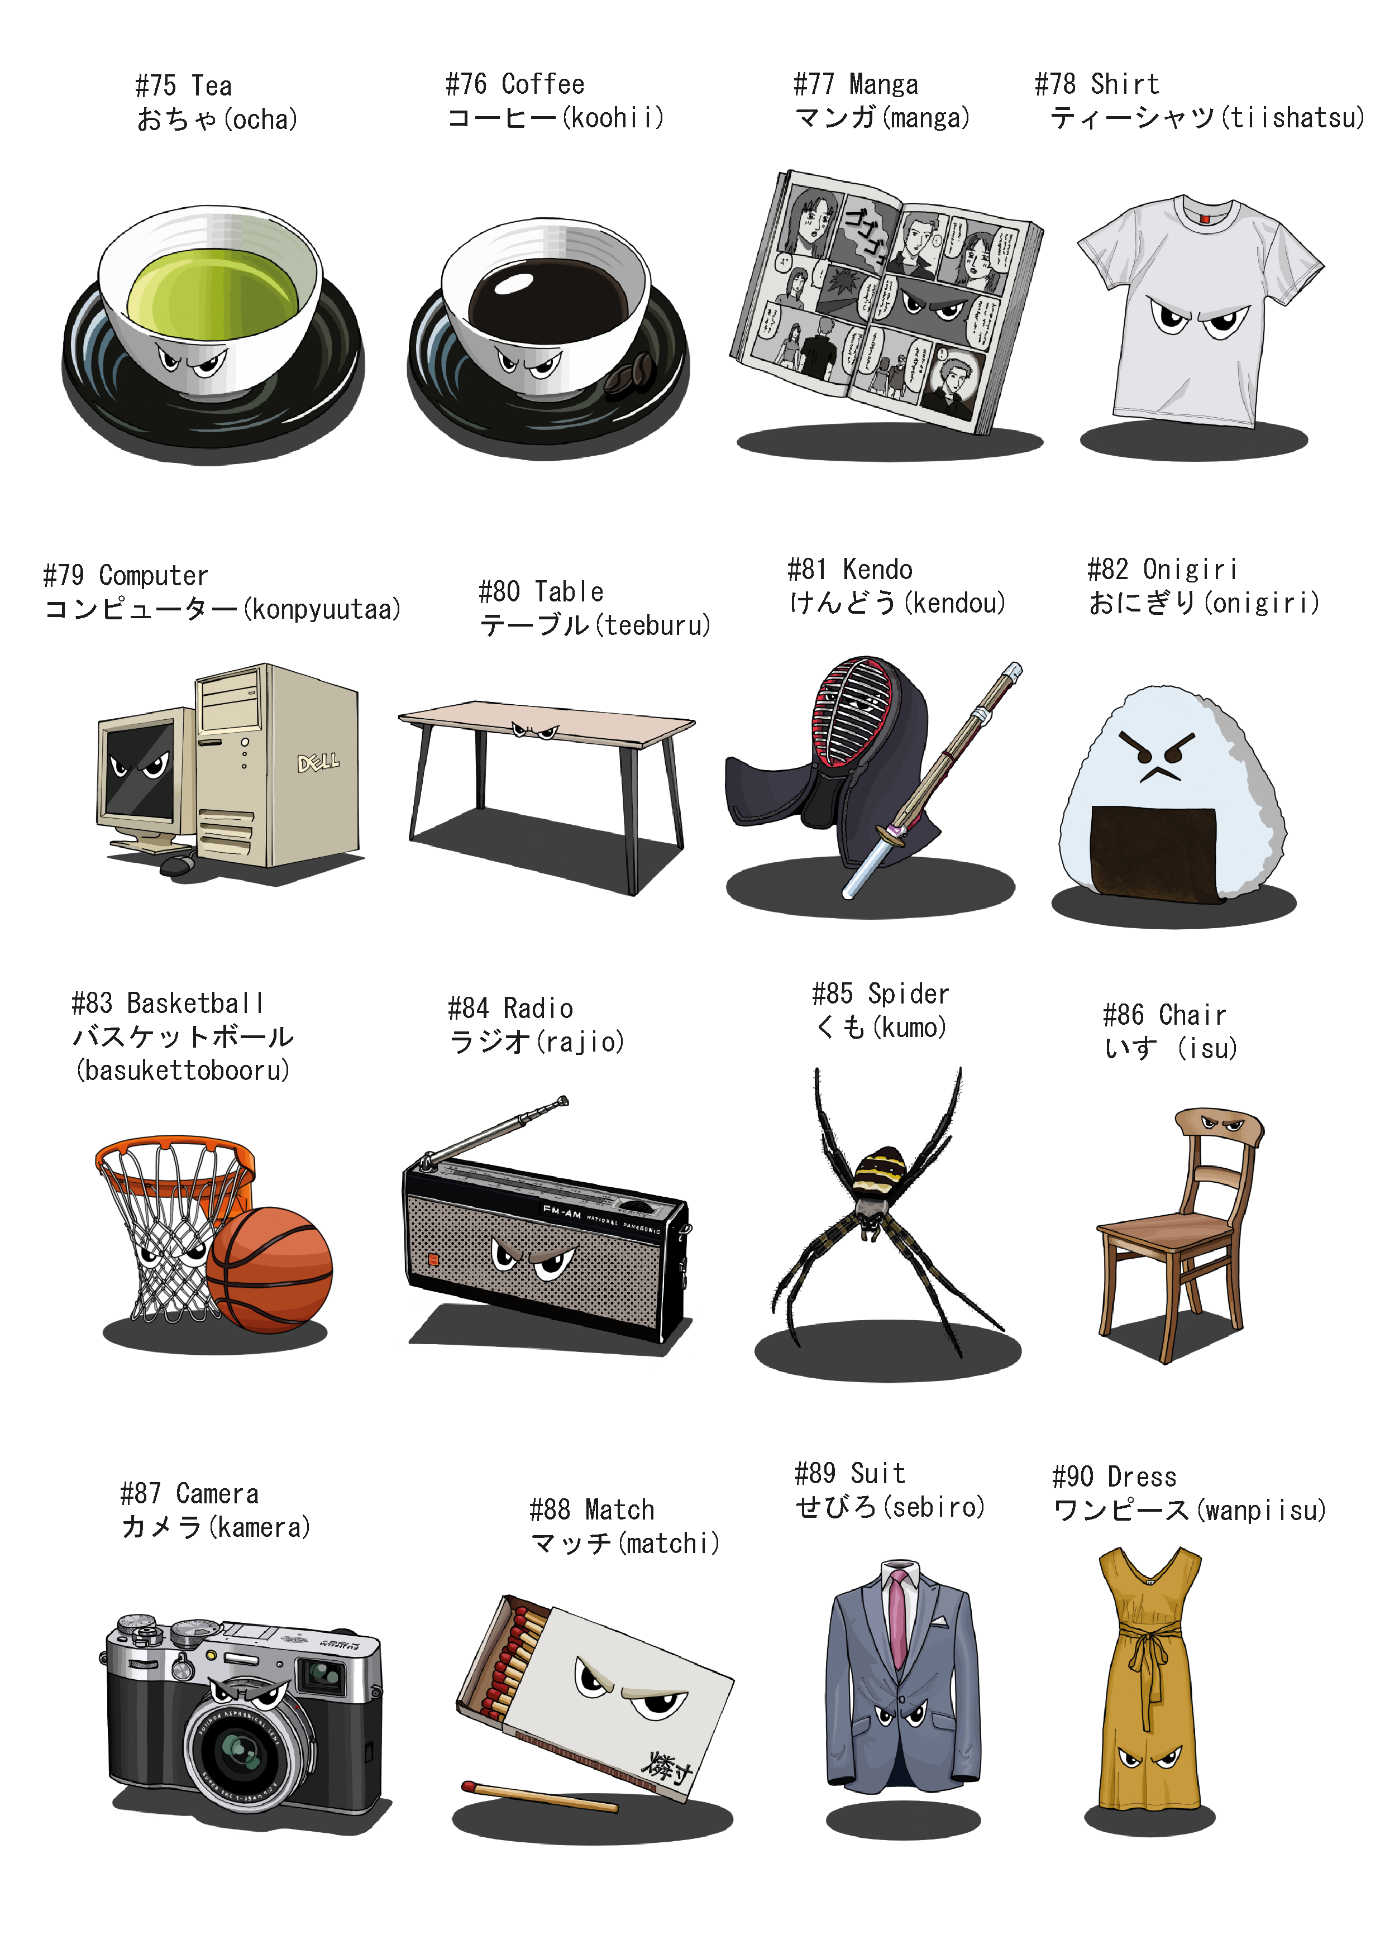 #75 Tea
おちゃ(ocha)
#76 Coffee
コーヒー(koohii)
#77 Manga
マンガ(manga)
#78 Shirt
ティーシャツ(tiishatsu)
ゴゴゴ
#79 Computer
コンピューター(konpyuutaa)
#80 Table
テーブル(teeburu)
#81 Kendo
けんどう(kendou)
#82 Onigiri
おにぎり(onigiri)
DELL
#83 Basketball
バスケットボール
(basukettobooru)
#84 Radio
ラジオ(rajio)
#85 Spider
くも(kumo)
#86 Chair
いす (isu)
FM-AM NATIONAL PANASONIC
#87 Camera
カメラ(kamera)
#88 Match
マッチ(matchi)
#89 Suit
せびろ(sebiro)
#90 Dress
ワンピース(wanpiisu)
燐寸